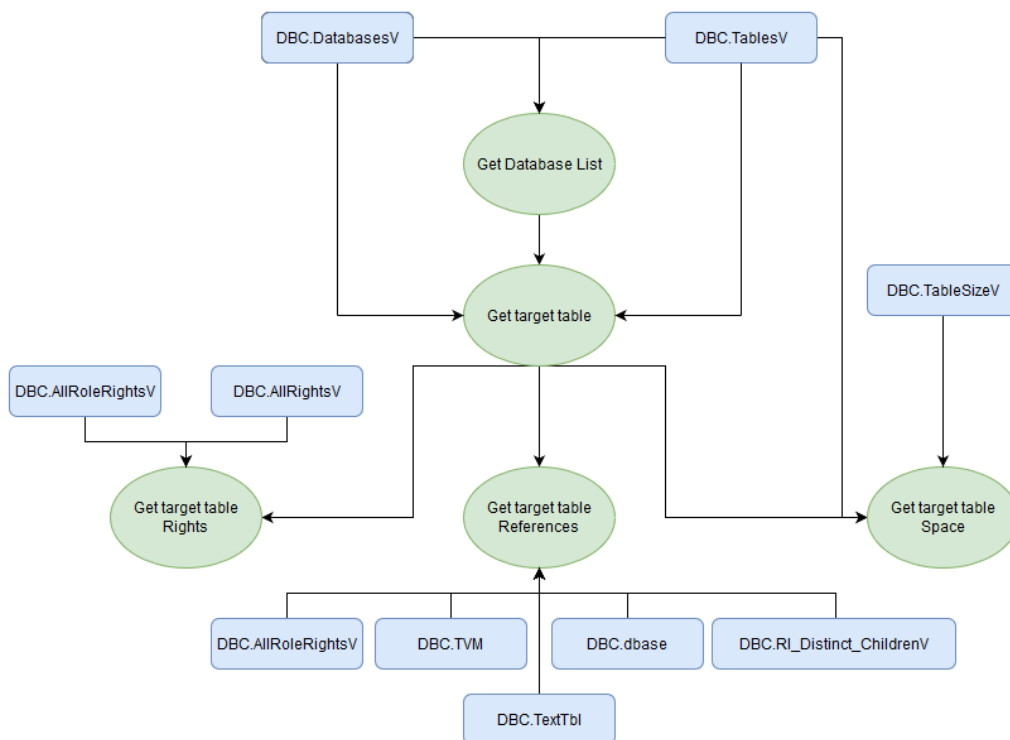 DBC.DatabasesV
DBC.TablesV
Get Database List
Get target table
DBC.TableSizeV
DBC.AllRoleRightsV
DBC.AllRightsV
Get target table
Rights
Get target table
References
Get target table
Space
DBC.AllRoleRightsV
DBC.TVM
DBC.dbase
DBC.RI_Distinct_ChildrenV
DBC.TextTbl